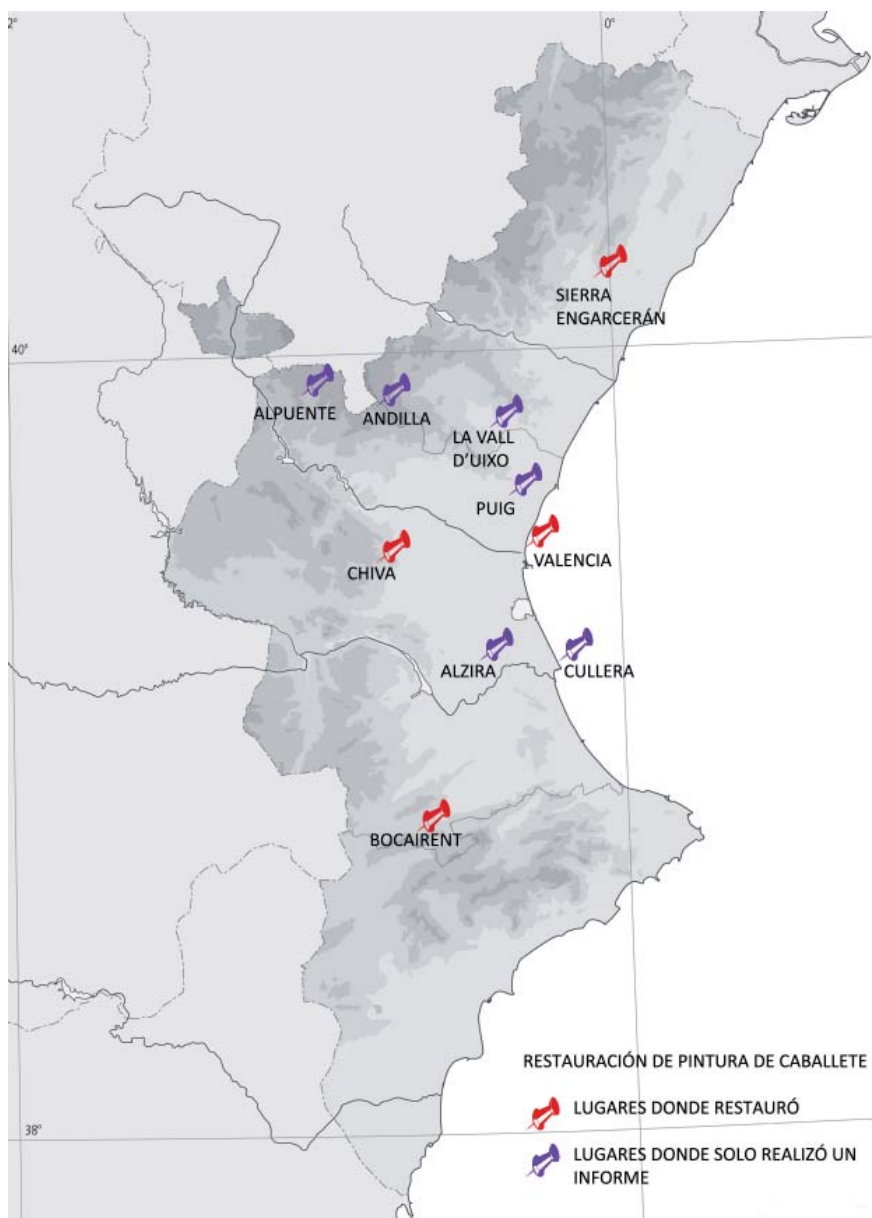 2°
0°
SIERRA
ENGARCERÁN
40°
ALPUENTE
ANDILLA
LA VALL
D'UIXO
PUIG
CHIVA
VALENCIA
ALZIRA
CULLERA
BOCAIRENT
RESTAURACIÓN DE PINTURA DE CABALLETE
LUGARES DONDE RESTAURÓ
38°
LUGARES DONDE SOLO REALIZÓ UN
INFORME